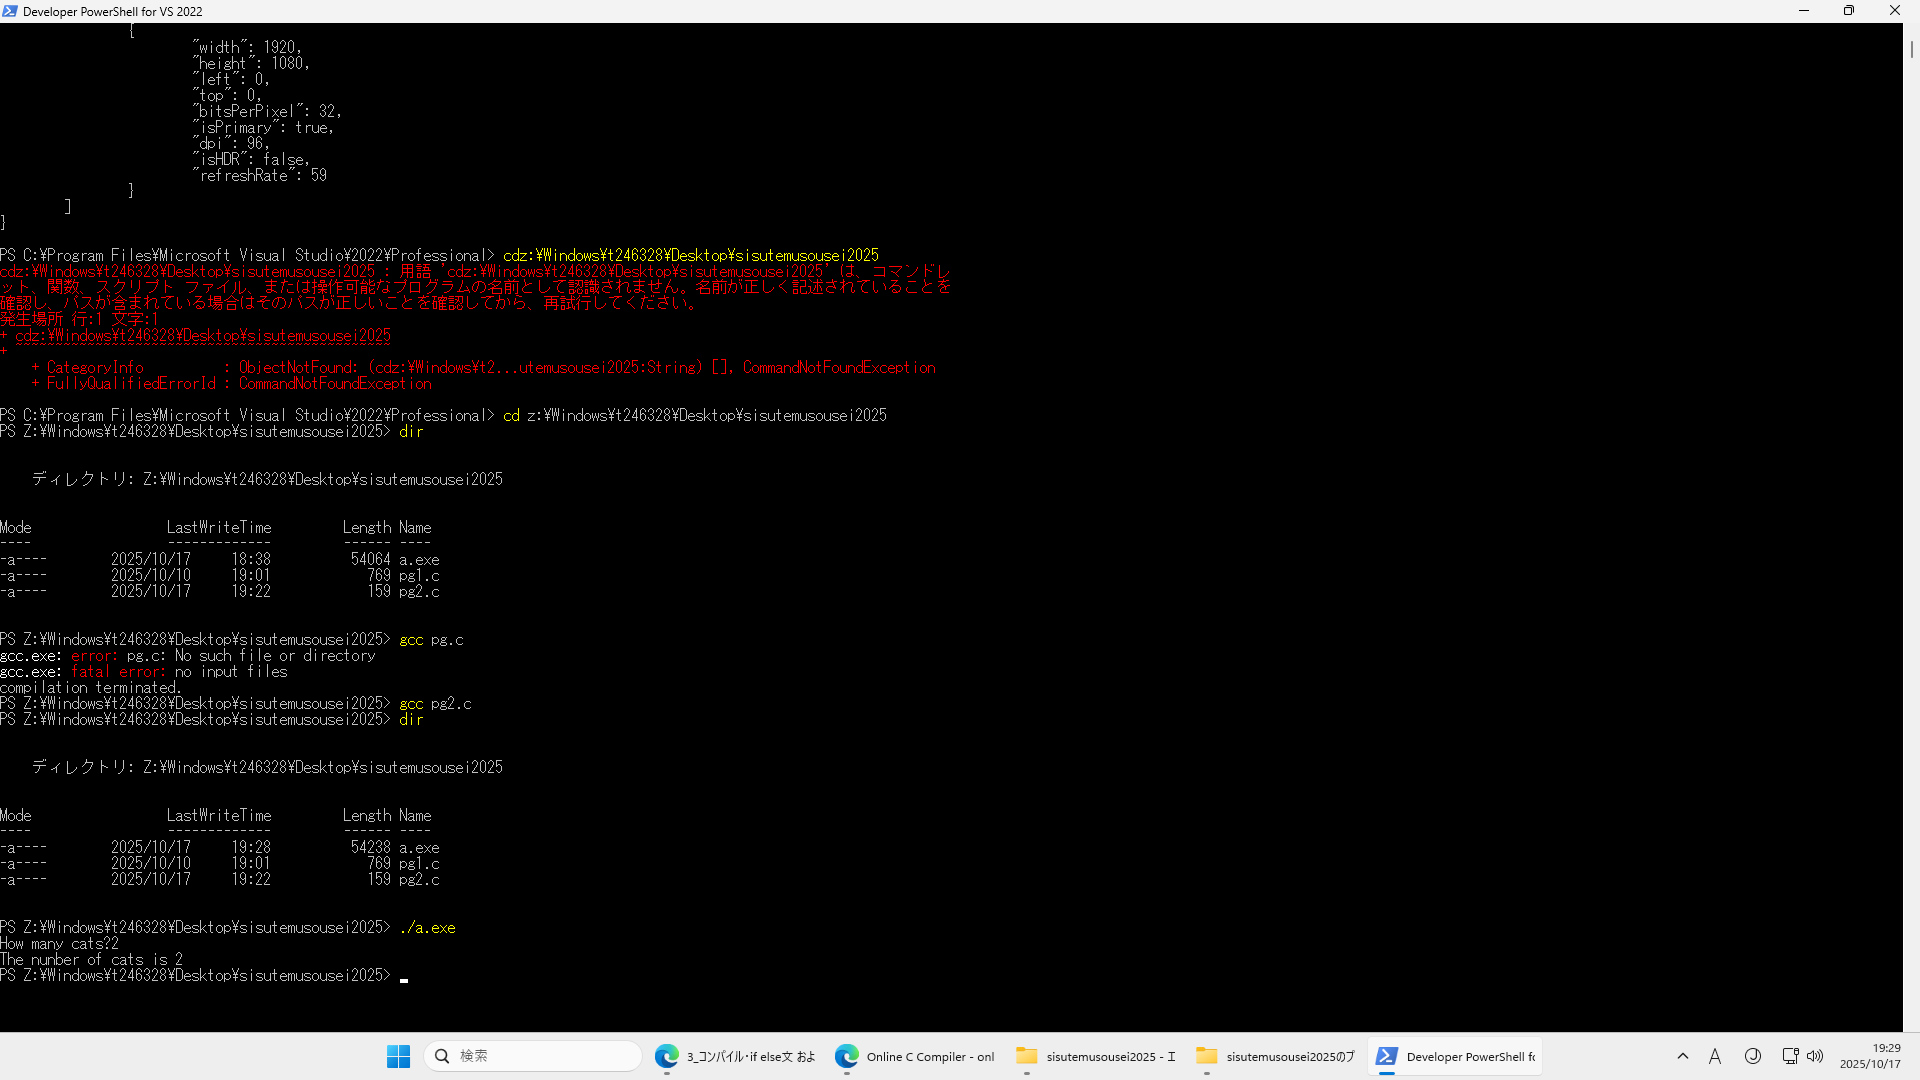 Developer PowerShell for VS 2022
{
"width": 1920,
"height": 1080,
"left": 0,
"top": 0,
"bitsPerPixel": 32,
"isPrimary": true,
"dpi": 96,
"isHDR": false,
"refreshRate": 59
}
]
}
PS C:¥Program Files¥Microsoft Visual Studio¥2022¥Professional> cdz:¥Windows¥t246328¥Desktop¥sisutemusousei2025
cdz:¥Windows¥t246328¥Desktop¥sisutemusousei2025 : 用語 'cdz:¥Windows¥t246328¥Desktop¥sisutemusousei2025' は、コマンドレ
ット、関数、スクリプト ファイル、または操作可能なプログラムの名前として認識されません。名前が正しく記述されていることを
確認し、パスが含まれている場合はそのパスが正しいことを確認してから、再試行してください。
発生場所 行:1 文字:1
+ cdz:¥Windows¥t246328¥Desktop¥sisutemusousei2025
+ ~~~~~~~~~~~~~~~~~~~~~~~~~~~~~~~~~~~~~~~~~~~~~~~
+ CategoryInfo : ObjectNotFound: (cdz:¥Windows¥t2...utemusousei2025:String) [], CommandNotFoundException
+ FullyQualifiedErrorId : CommandNotFoundException
PS C:¥Program Files¥Microsoft Visual Studio¥2022¥Professional> cd z:¥Windows¥t246328¥Desktop¥sisutemusousei2025
PS Z:¥Windows¥t246328¥Desktop¥sisutemusousei2025> dir
ディレクトリ: Z:¥Windows¥t246328¥Desktop¥sisutemusousei2025
Mode LastWriteTime Length Name
---- ------------- ------ ----
-a---- 2025/10/17 18:38 54064 a.exe
-a---- 2025/10/10 19:01 769 pg1.c
-a---- 2025/10/17 19:22 159 pg2.c
PS Z:¥Windows¥t246328¥Desktop¥sisutemusousei2025> gcc pg.c
gcc.exe: error: pg.c: No such file or directory
gcc.exe: fatal error: no input files
compilation terminated.
PS Z:¥Windows¥t246328¥Desktop¥sisutemusousei2025> gcc pg2.c
PS Z:¥Windows¥t246328¥Desktop¥sisutemusousei2025> dir
ディレクトリ: Z:¥Windows¥t246328¥Desktop¥sisutemusousei2025
Mode LastWriteTime Length Name
---- ------------- ------ ----
-a---- 2025/10/17 19:28 54238 a.exe
-a---- 2025/10/10 19:01 769 pg1.c
-a---- 2025/10/17 19:22 159 pg2.c
PS Z:¥Windows¥t246328¥Desktop¥sisutemusousei2025> ./a.exe
How many cats?2
The nunber of cats is 2
PS Z:¥Windows¥t246328¥Desktop¥sisutemusousei2025>
検索
3_コンパイル・if else文 およ
Online C Compiler - onl
sisutemusousei2025 - エ
sisutemusousei2025のプ
Developer PowerShell fo
A
19:29
2025/10/17